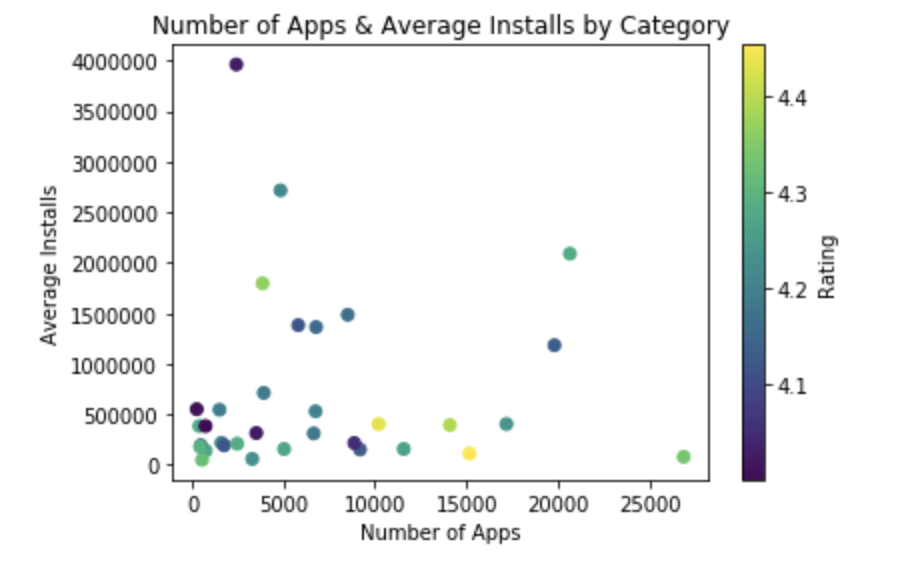 Number of Apps & Average Installs by Category
4000000
3500000
3000000
2500000
2000000
1500000
1000000
500000
0
Average Installs
0 5000 10000 15000 20000 25000
Number of Apps
4.4
4.3
4.2
4.1
Rating